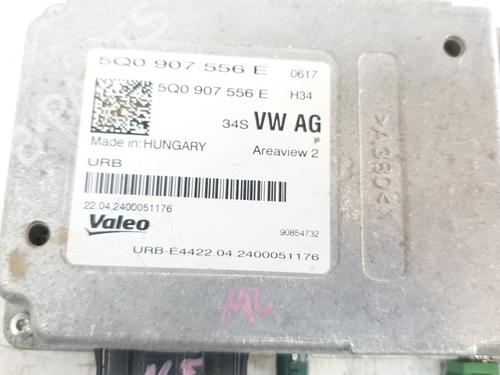 5Q0 907 556 E 0617
5Q0 907 556 E H34
34S VW AG
Made in: HUNGARY Areaview 2
URB
22.04.2400051176
Valeo 90854732
URB-E4422.04.2400051176
>A380<